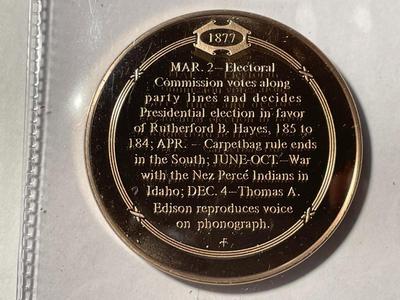 1877
MAR. 2—Electoral
Commission votes along
party lines and decides
Presidential election in favor
of Rutherford B. Hayes, 185 to
184; APR. – Carpetbag rule ends
in the South; JUNE-OCT.—War
with the Nez Percé Indians in
Idaho; DEC. 4—Thomas A.
Edison reproduces voice
on phonograph.